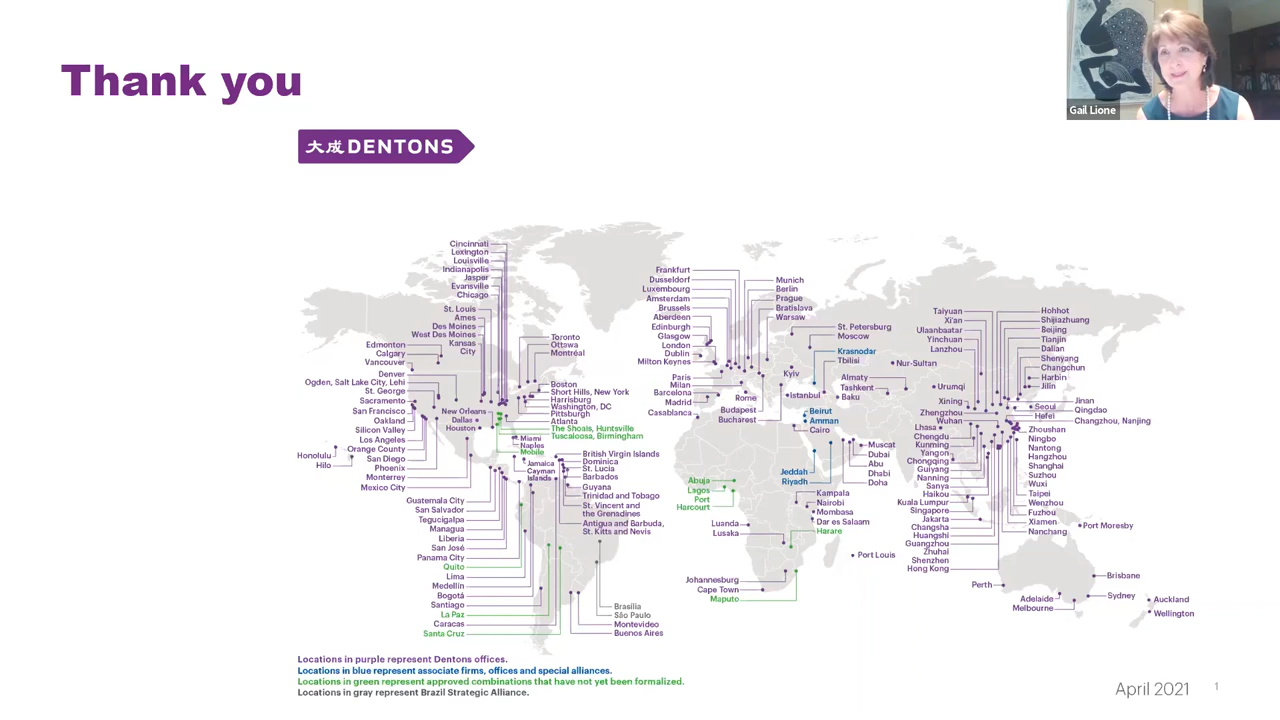 Thank you
Gail Lione
大成 DENTONS
Cincinnati
Lexington
Louisville
Indianapolis
Jasper
Evansville
Chicago
St. Louis
Ames
Des Moines
West Des Moines
Kansas
City
Edmonton
Calgary
Vancouver
Denver
Ogden, Salt Lake City, Lehi
St. George
Sacramento
San Francisco
Oakland
Silicon Valley
Los Angeles
Orange County
San Diego
Phoenix
Monterrey
Mexico City
Honolulu
Hilo
New Orleans
Dallas
Houston
Toronto
Ottawa
Montréal
Boston
Short Hills, New York
Harrisburg
Washington, DC
Pittsburgh
Atlanta
The Shoals, Huntsville
Tuscaloosa, Birmingham
Miami
Naples
Mobile
Jamaica
Cayman
Islands
British Virgin Islands
Dominica
St. Lucia
Barbados
Guyana
Trinidad and Tobago
St. Vincent and
the Grenadines
Antigua and Barbuda,
St. Kitts and Nevis
Guatemala City
San Salvador
Tegucigalpa
Managua
Liberia
San José
Panama City
Quito
Lima
Medellín
Bogotá
Santiago
La Paz
Caracas
Santa Cruz
Brasília
São Paulo
Montevideo
Buenos Aires
Frankfurt
Dusseldorf
Luxembourg
Amsterdam
Brussels
Aberdeen
Edinburgh
Glasgow
London
Dublin
Milton Keynes
Paris
Milan
Barcelona
Madrid
Casablanca
Munich
Berlin
Prague
Bratislava
Warsaw
St. Petersburg
Moscow
Krasnodar
Tbilisi
Kyiv
Istanbul
Rome
Budapest
Bucharest
Nur-Sultan
Almaty
Tashkent
Baku
Beirut
Amman
Cairo
Muscat
Dubai
Abu
Dhabi
Doha
Jeddah
Riyadh
Abuja
Lagos
Port
Harcourt
Kampala
Nairobi
Mombasa
Dar es Salaam
Harare
Luanda
Lusaka
Port Louis
Johannesburg
Cape Town
Maputo
Taiyuan
Xi'an
Ulaanbaatar
Yinchuan
Lanzhou
Urumqi
Xining
Zhengzhou
Wuhan
Lhasa
Chengdu
Kunming
Yangon
Chongqing
Guiyang
Nanning
Sanya
Haikou
Kuala Lumpur
Singapore
Jakarta
Changsha
Huangshi
Guangzhou
Zhuhai
Shenzhen
Hong Kong
Hohhot
Shijiazhuang
Beijing
Tianjin
Dalian
Shenyang
Changchun
Harbin
Jilin
Jinan
Seoul
Qingdao
Hefei
Changzhou, Nanjing
Zhoushan
Ningbo
Nantong
Hangzhou
Shanghai
Suzhou
Wuxi
Taipei
Wenzhou
Fuzhou
Xiamen
Nanchang
Port Moresby
Perth
Brisbane
Sydney
Adelaide
Melbourne
Auckland
Wellington
Locations in purple represent Dentons offices.
Locations in blue represent associate firms, offices and special alliances.
Locations in green represent approved combinations that have not yet been formalized.
Locations in gray represent Brazil Strategic Alliance.
April 2021
1